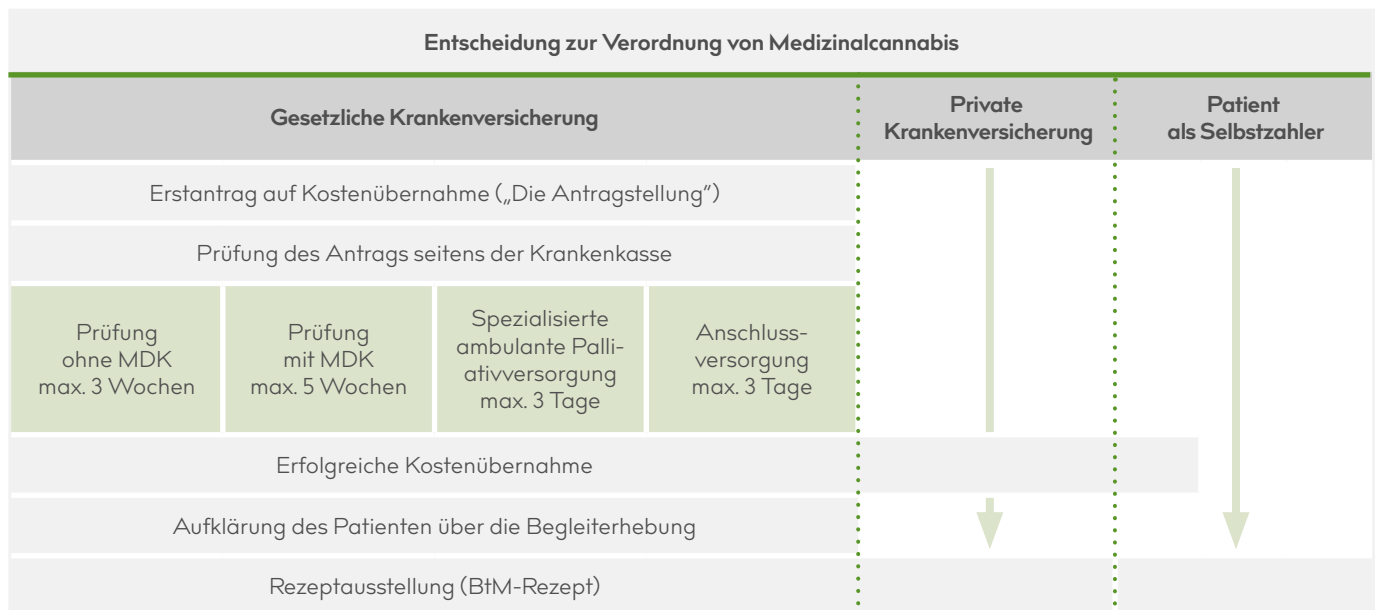 Entscheidung zur Verordnung von Medizinalcannabis
Gesetzliche Krankenversicherung
Private
Krankenversicherung
Patient
als Selbstzahler
Erstantrag auf Kostenübernahme („Die Antragstellung“)
Prüfung des Antrags seitens der Krankenkasse
Prüfung
ohne MDK
max. 3 Wochen
Prüfung
mit MDK
max. 5 Wochen
Spezialisierte
ambulante Palli-
ativversorgung
max. 3 Tage
Anschluss-
versorgung
max. 3 Tage
Erfolgreiche Kostenübernahme
Aufklärung des Patienten über die Begleiterhebung
Rezeptausstellung (BtM-Rezept)